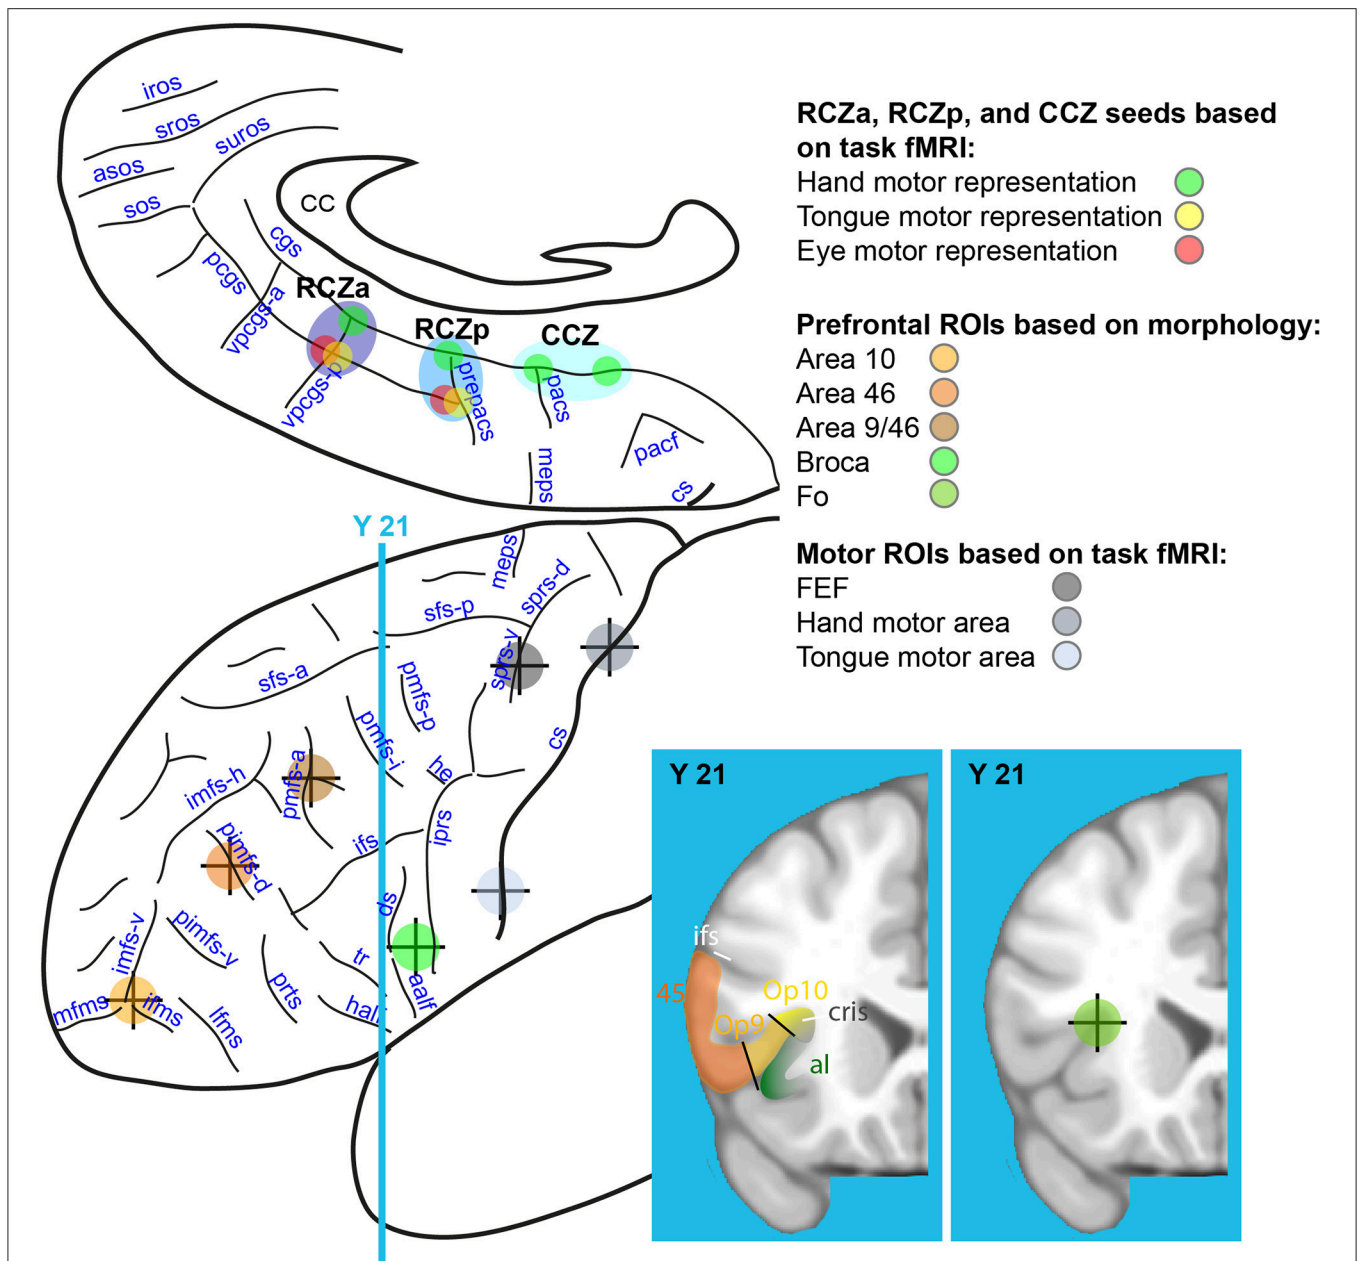 iros
sros
suros
asos
sos
CC
cgs
pcgs
vpcgs-a
RCZa
RCZp
CCZ
vpcgs-p
prepacs
pacs
pacf
meps
cs
RCZa, RCZp, and CCZ seeds based
on task fMRI:
Hand motor representation
Tongue motor representation
Eye motor representation
Prefrontal ROIs based on morphology:
Area 10
Area 46
Area 9/46
Broca
Fo
Motor ROIs based on task fMRI:
FEF
Hand motor area
Tongue motor area
Y 21
meps
sprs-d
sfs-p
sprs-v
sfs-a
pmfs-p
pmfs-i
cs
he
pmfs-a
imfs-h
iprs
ifs
pimfs-d
ds
pimfs-v
imfs-v
tr
aalf
prts
half
mfms
ifms
lfms
Y 21
ifs
45
Op10
Op9
cris
al
Y 21